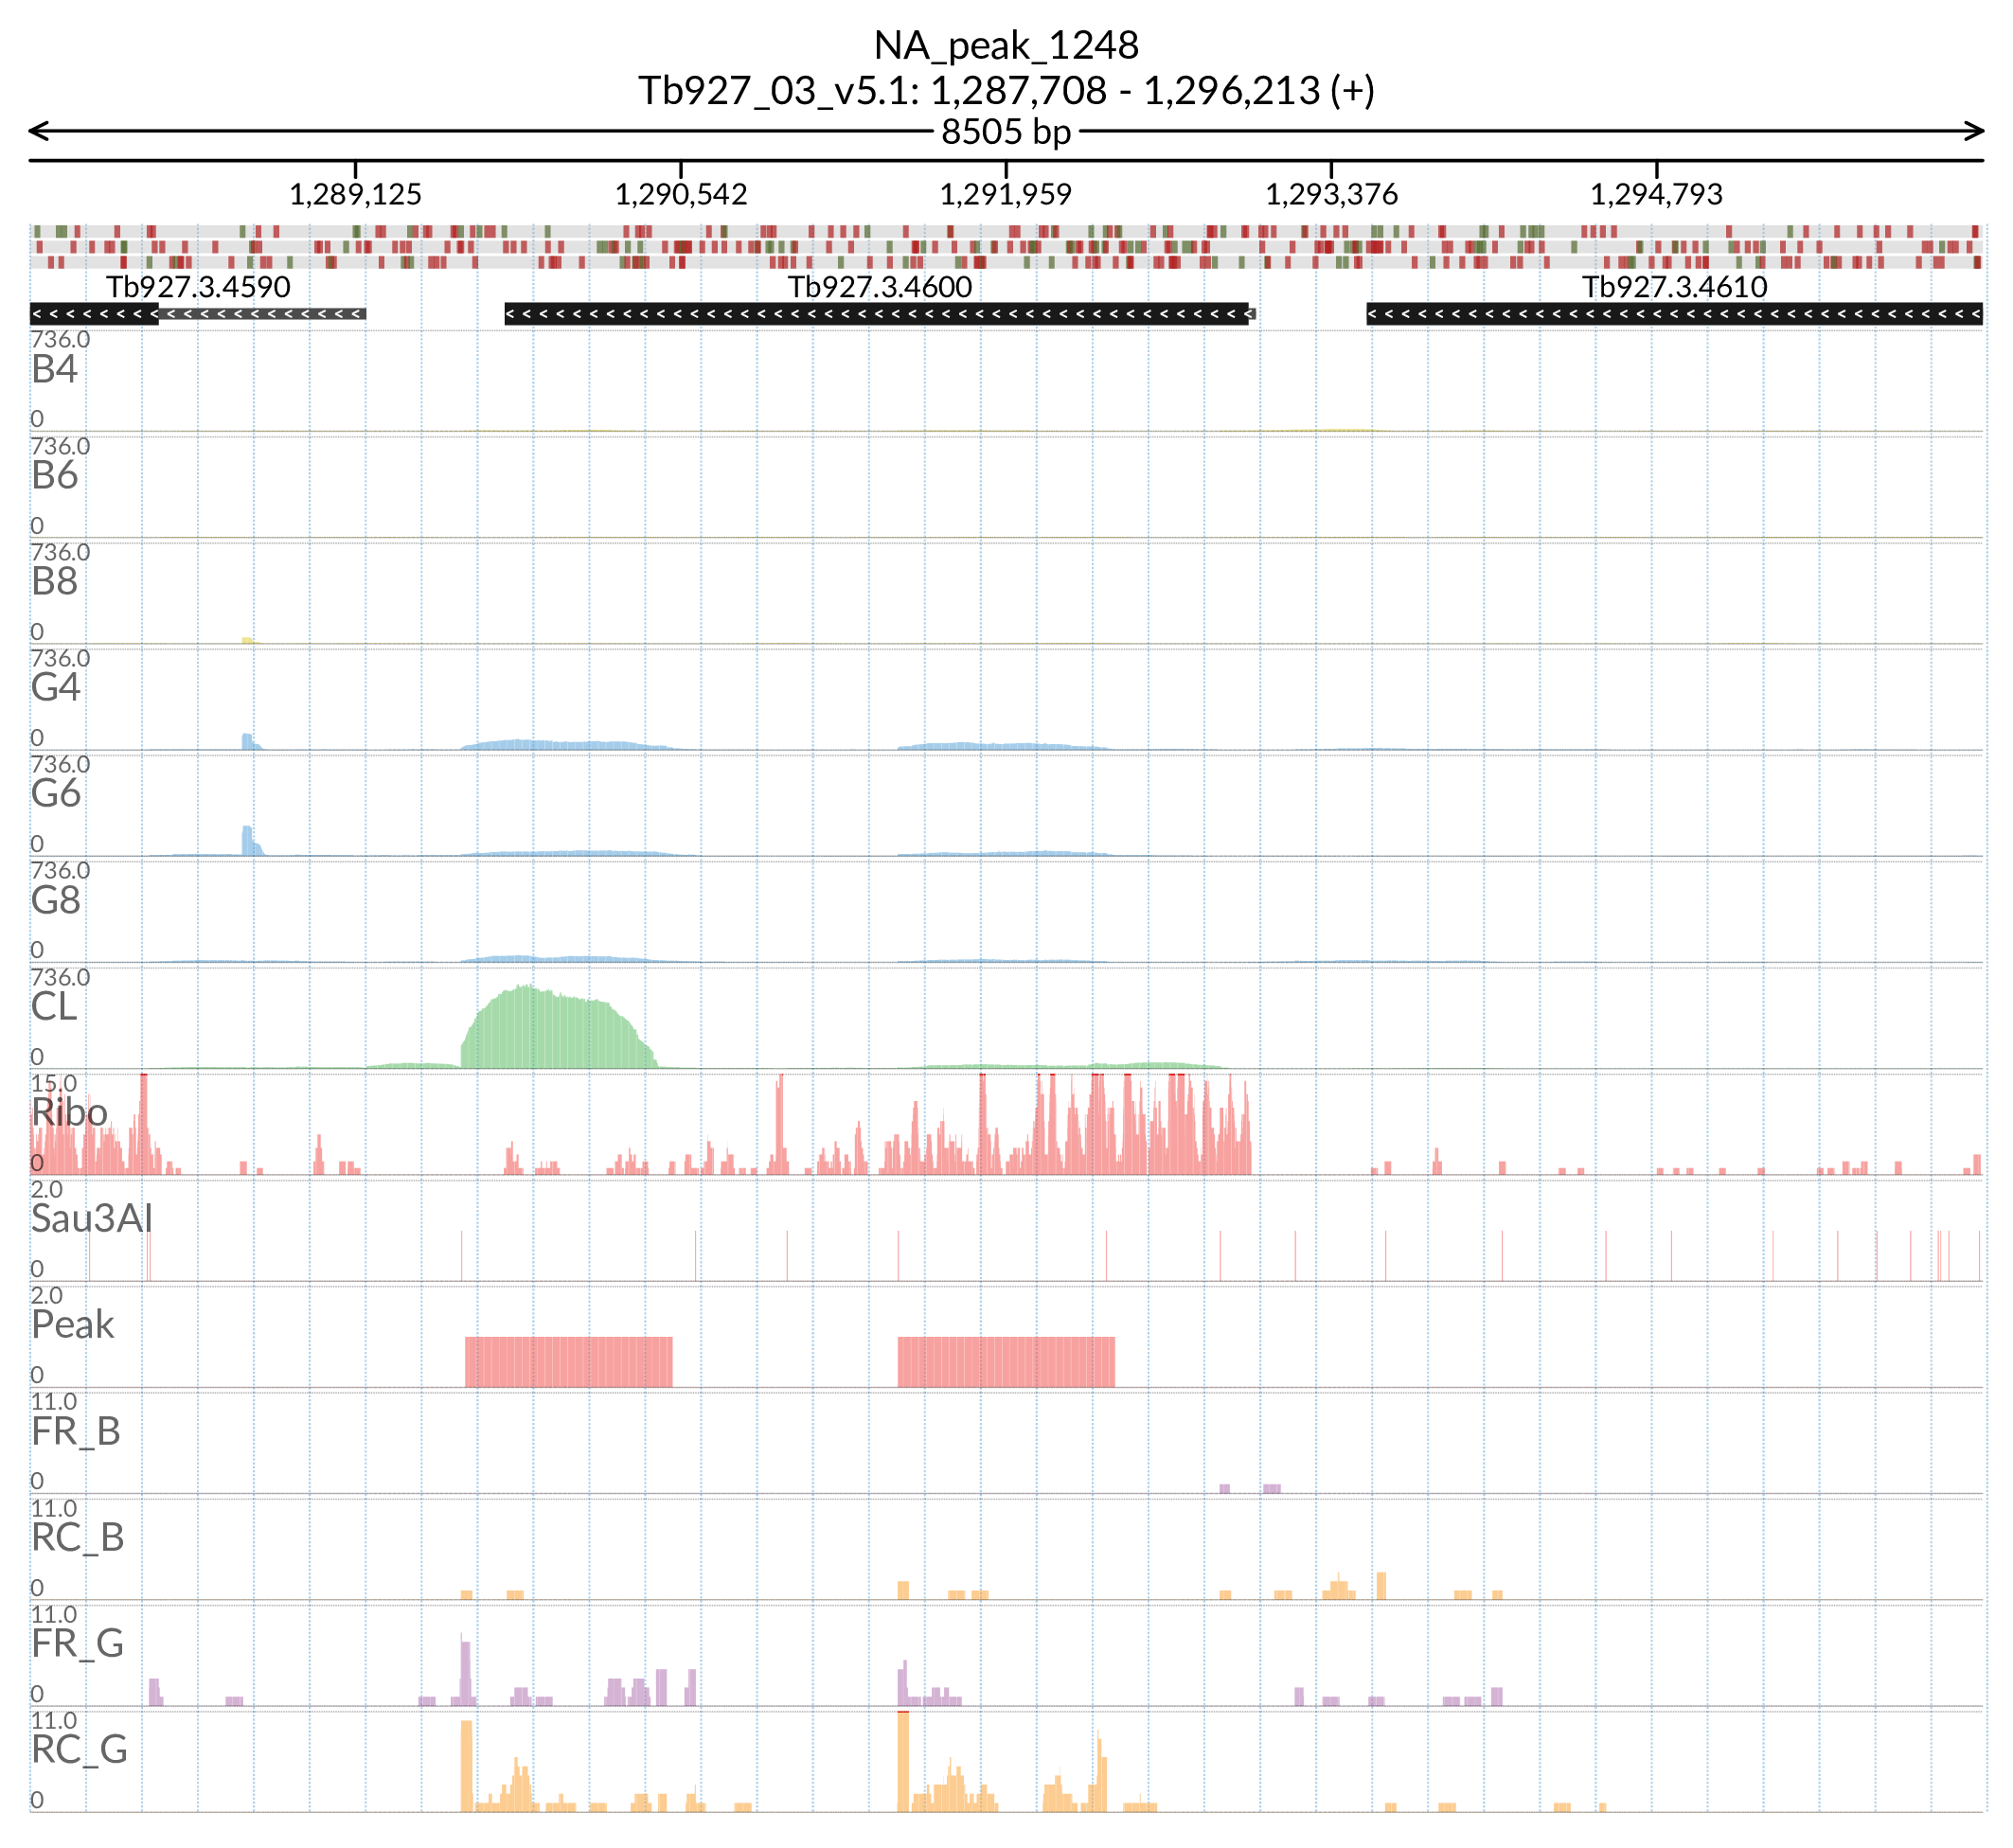 NA_peak_1248
Tb927_03_v5.1: 1,287,708 - 1,296,213 (+)
8505 bp
1,289,125 1,290,542 1,291,959 1,293,376 1,294,793
Tb927.3.4590 Tb927.3.4600 Tb927.3.4610
736.0
B4
0
736.0
B6
0
736.0
B8
0
736.0
G4
0
736.0
G6
0
736.0
G8
0
736.0
CL
0
15.0
Ribo
0
2.0
Sau3AI
0
2.0
Peak
0
11.0
FR_B
0
11.0
RC_B
0
11.0
FR_G
0
11.0
RC_G
0